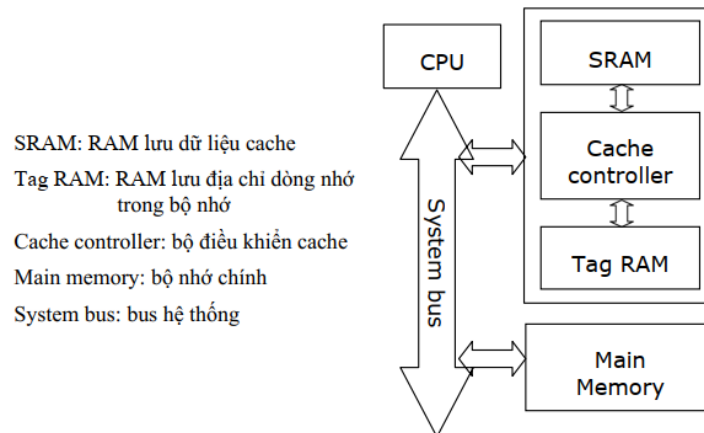 SRAM: RAM lưu dữ liệu cache
Tag RAM: RAM lưu địa chỉ dòng nhớ
trong bộ nhớ
Cache controller: bộ điều khiển cache
Main memory: bộ nhớ chính
System bus: bus hệ thống
CPU
SRAM
Cache
controller
Tag RAM
System bus
Main
Memory